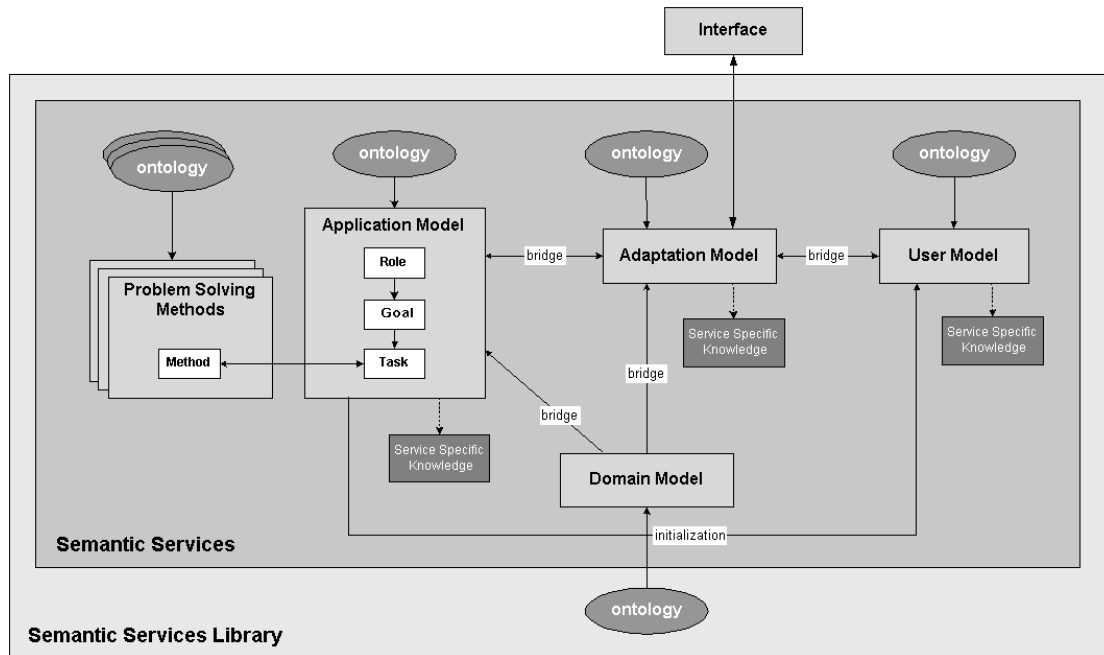 Interface
ontology
ontology
ontology
ontology
Application Model
Role
Goal
Task
bridge
Adaptation Model
bridge
User Model
Problem Solving
Methods
Method
Service Specific
Knowledge
Service Specific
Knowledge
bridge
bridge
Service Specific
Knowledge
Domain Model
initialization
Semantic Services
ontology
Semantic Services Library